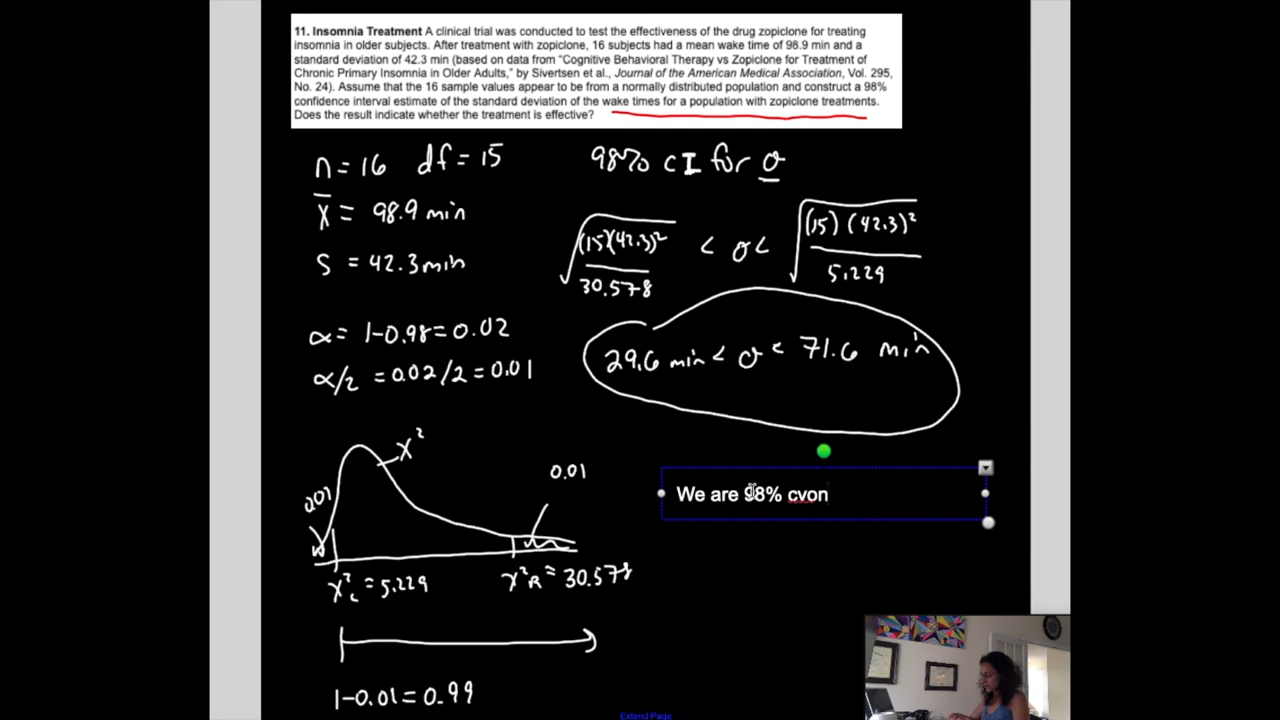 11. Insomnia Treatment A clinical trial was conducted to test the effectiveness of the drug zopiclone for treating
insomnia in older subjects. After treatment with zopiclone, 16 subjects had a mean wake time of 98.9 min and a
standard deviation of 42.3 min (based on data from “Cognitive Behavioral Therapy vs Zopiclone for Treatment of
Chronic Primary Insomnia in Older Adults,” by Sivertsen et al., Journal of the American Medical Association, Vol. 295,
No. 24). Assume that the 16 sample values appear to be from a normally distributed population and construct a 98%
confidence interval estimate of the standard deviation of the wake times for a population with zopiclone treatments.
Does the result indicate whether the treatment is effective?
n = 16 df = 15
x̄ = 98.9 min
s = 42.3 min
α = 1-0.98 = 0.02
α/2 = 0.02/2 = 0.01
98% CI for σ
√((15)(42.3)²/30.578) < σ < √((15)(42.3)²/5.229)
29.6 min < σ < 71.6 min
X²
0.01
0.01
X²L = 5.229
X²R = 30.578
1-0.01 = 0.99
We are 98% cvon
Extend Page